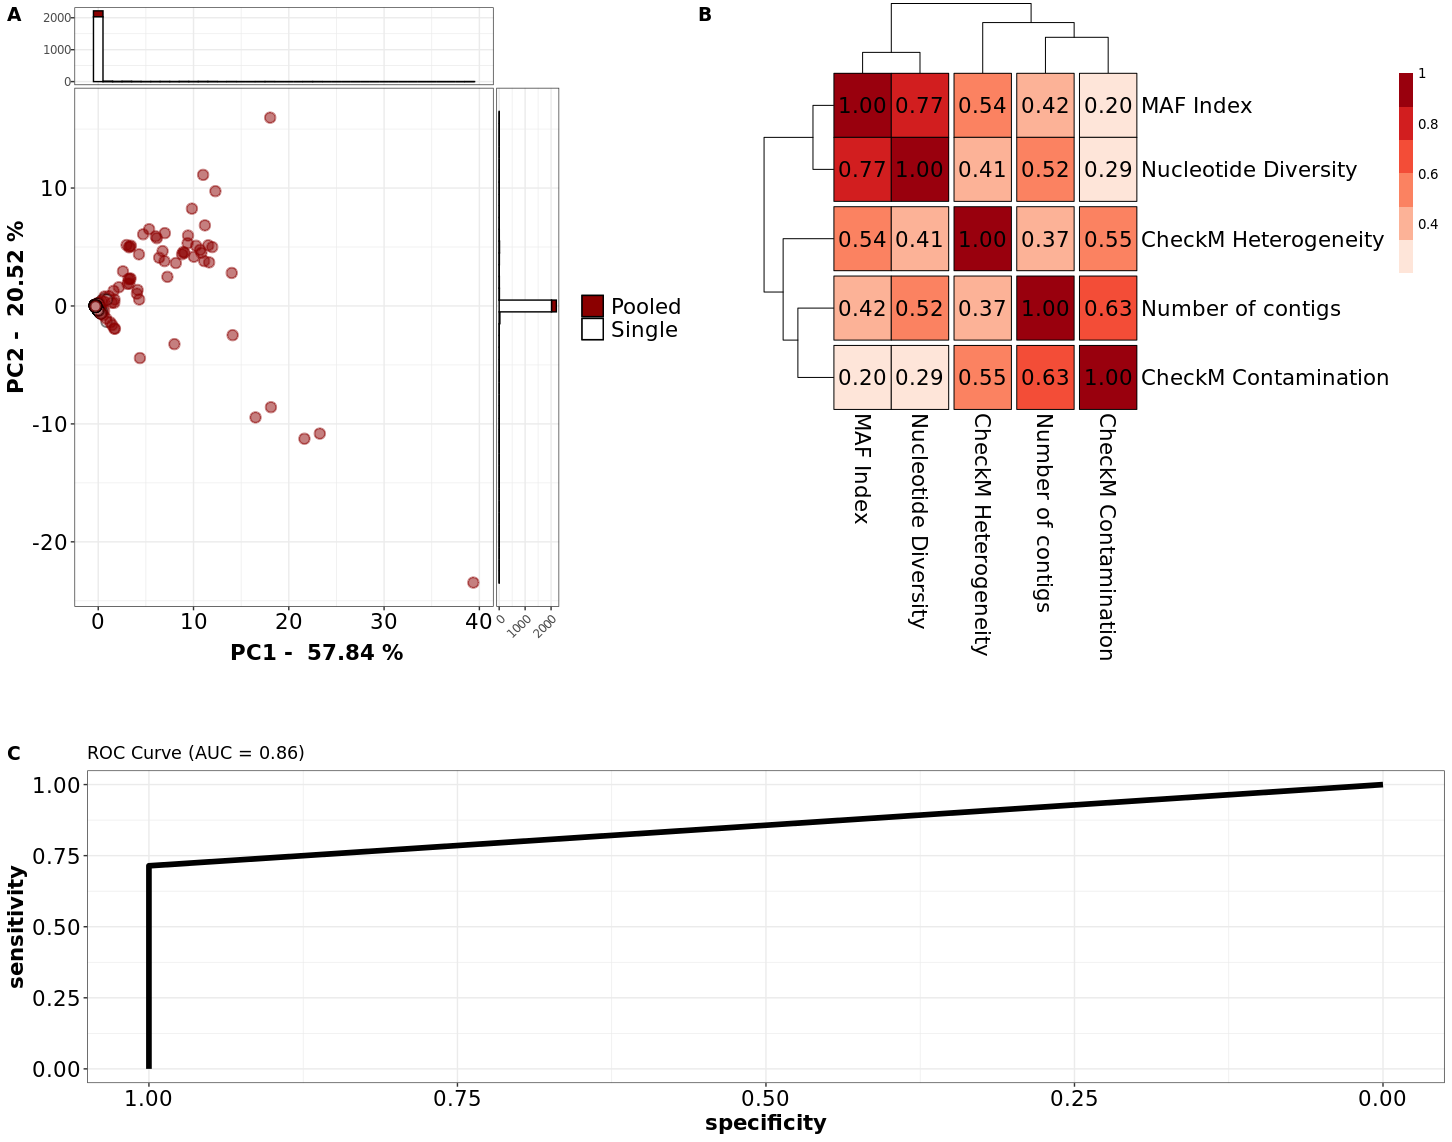 A
2000
1000
0
10
0
-10
-20
PC2 - 20.52 %
0 10 20 30 40
0 1000 2000
PC1 - 57.84 %
Pooled
Single
B
1.00 0.77 0.54 0.42 0.20 MAF Index
0.77 1.00 0.41 0.52 0.29 Nucleotide Diversity
0.54 0.41 1.00 0.37 0.55 CheckM Heterogeneity
0.42 0.52 0.37 1.00 0.63 Number of contigs
0.20 0.29 0.55 0.63 1.00 CheckM Contamination
MAF Index
Nucleotide Diversity
CheckM Heterogeneity
Number of contigs
CheckM Contamination
1
0.8
0.6
0.4
C
ROC Curve (AUC = 0.86)
1.00
0.75
0.50
0.25
0.00
sensitivity
1.00 0.75 0.50 0.25 0.00
specificity